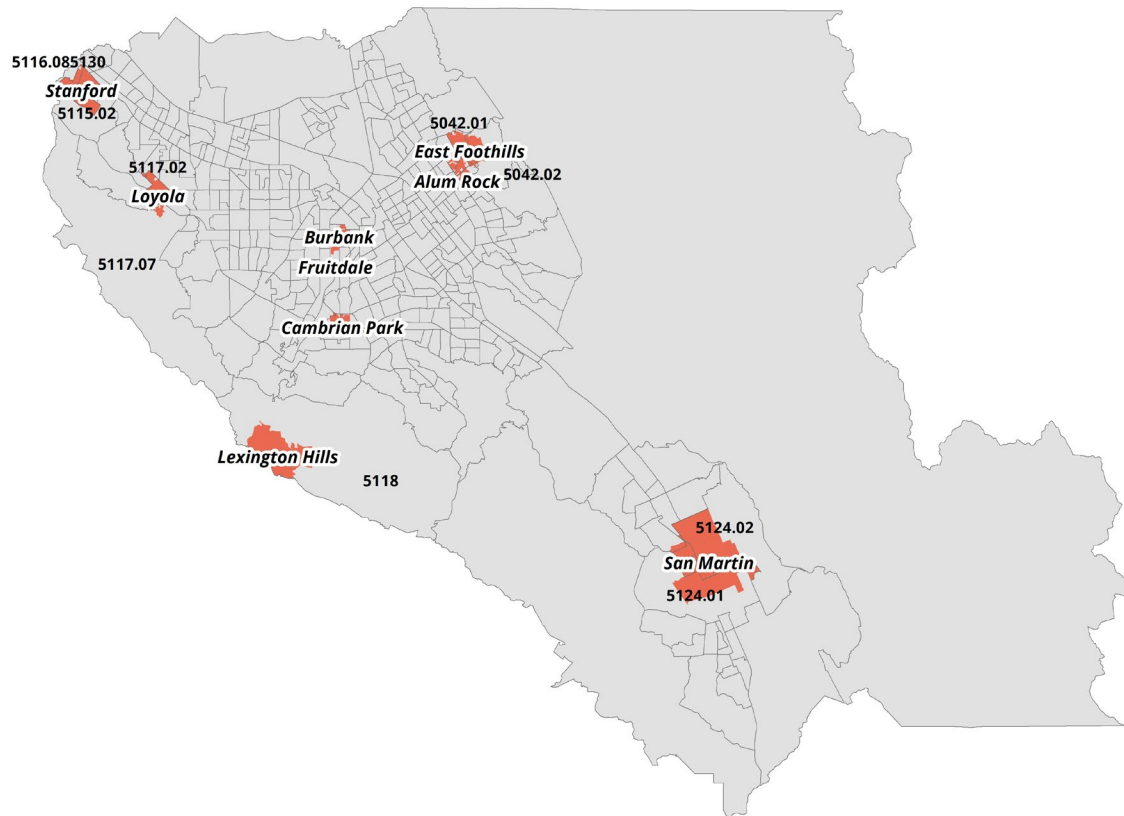 5116.085130
Stanford
5115.02
5042.01
East Foothills
5117.02
Alum Rock
5042.02
Loyola
Burbank
5117.07
Fruitdale
Cambrian Park
Lexington Hills
5118
5124.02
San Martin
5124.01